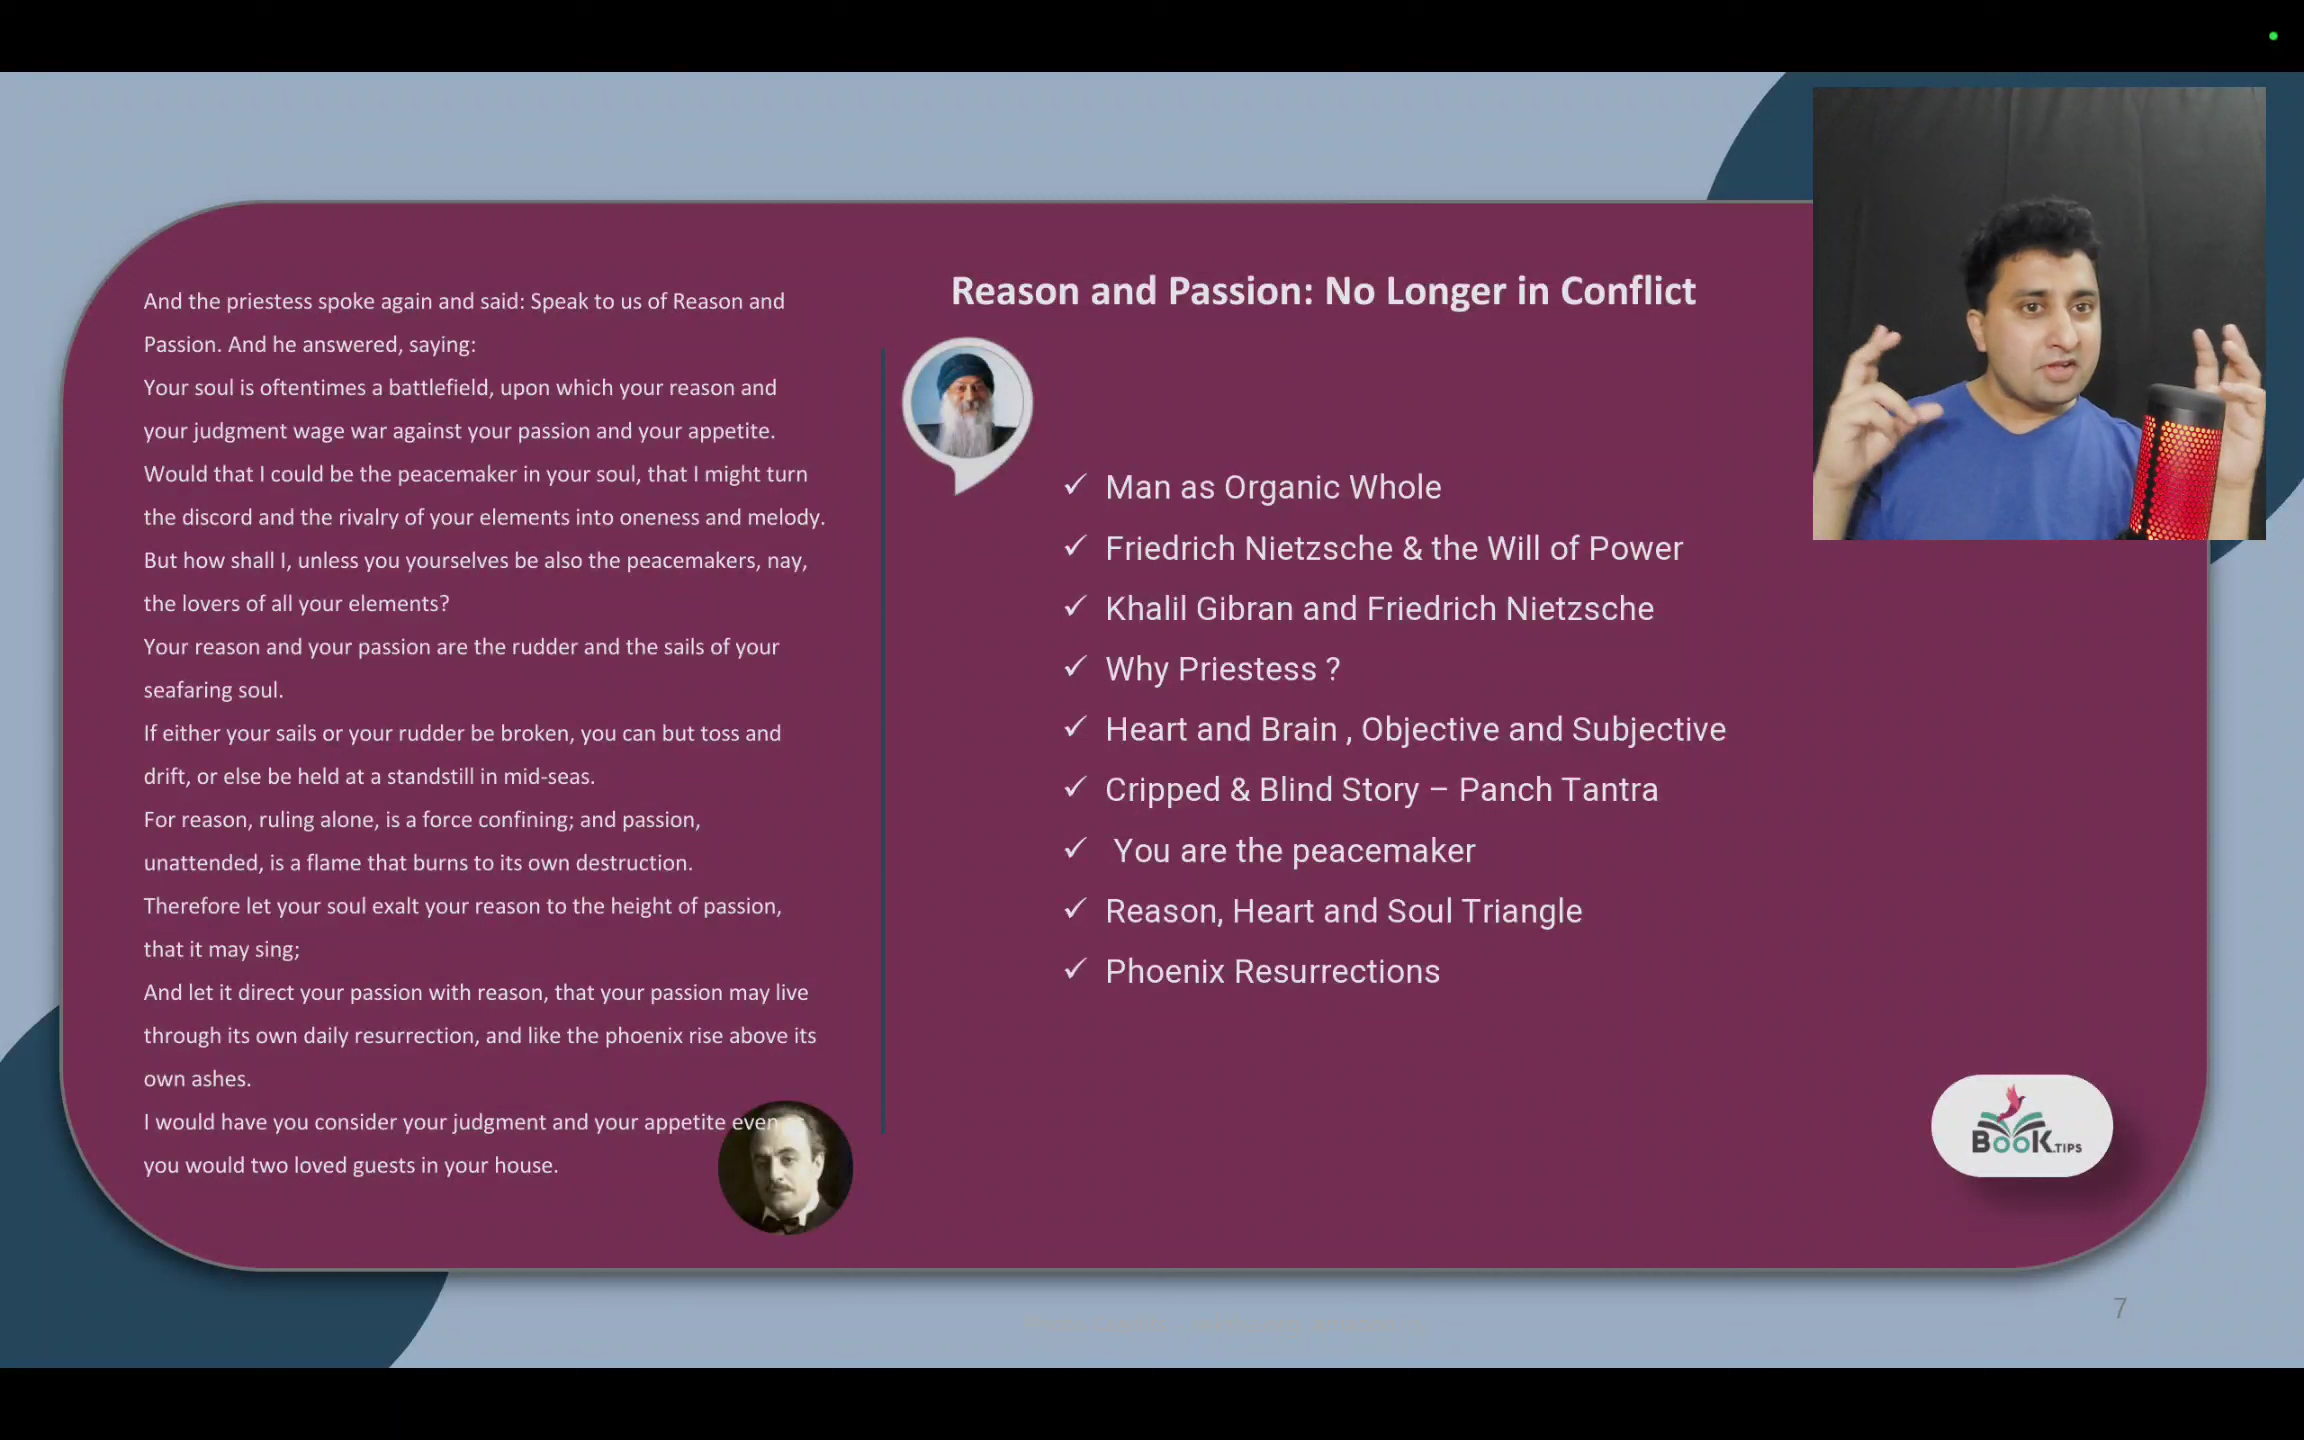 And the priestess spoke again and said: Speak to us of Reason and
Passion. And he answered, saying:
Your soul is oftentimes a battlefield, upon which your reason and
your judgment wage war against your passion and your appetite.
Would that I could be the peacemaker in your soul, that I might turn
the discord and the rivalry of your elements into oneness and melody.
But how shall I, unless you yourselves be also the peacemakers, nay,
the lovers of all your elements?
Your reason and your passion are the rudder and the sails of your
seafaring soul.
If either your sails or your rudder be broken, you can but toss and
drift, or else be held at a standstill in mid-seas.
For reason, ruling alone, is a force confining; and passion,
unattended, is a flame that burns to its own destruction.
Therefore let your soul exalt your reason to the height of passion,
that it may sing;
And let it direct your passion with reason, that your passion may live
through its own daily resurrection, and like the phoenix rise above its
own ashes.
I would have you consider your judgment and your appetite even
you would two loved guests in your house.
Reason and Passion: No Longer in Conflict
✓ Man as Organic Whole
✓ Friedrich Nietzsche & the Will of Power
✓ Khalil Gibran and Friedrich Nietzsche
✓ Why Priestess ?
✓ Heart and Brain , Objective and Subjective
✓ Cripped & Blind Story – Panch Tantra
✓ You are the peacemaker
✓ Reason, Heart and Soul Triangle
✓ Phoenix Resurrections
BOOK.TIPS
7